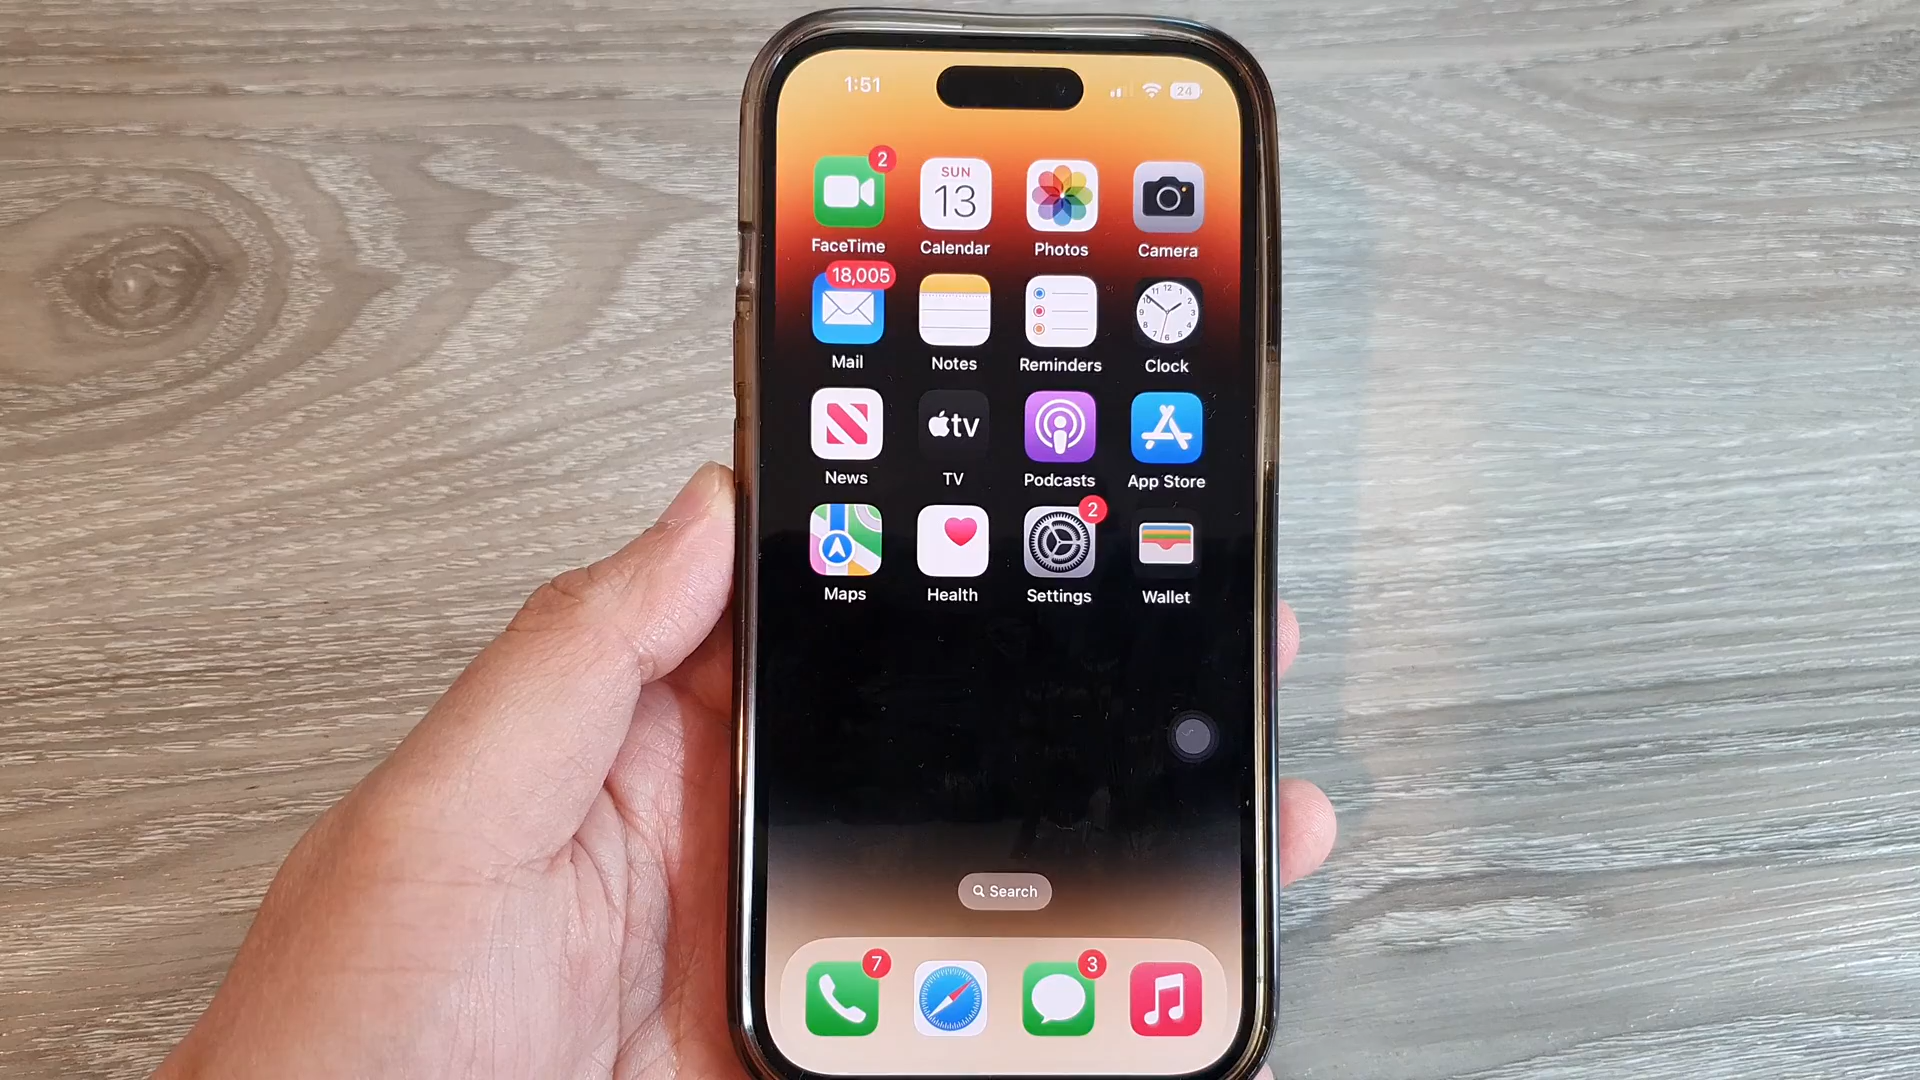 1:51
24
2
SUN
13
FaceTime
Calendar
Photos
Camera
18,005
Mail
Notes
Reminders
Clock
tv
News
TV
Podcasts
App Store
2
Maps
Health
Settings
Wallet
Search
7
3